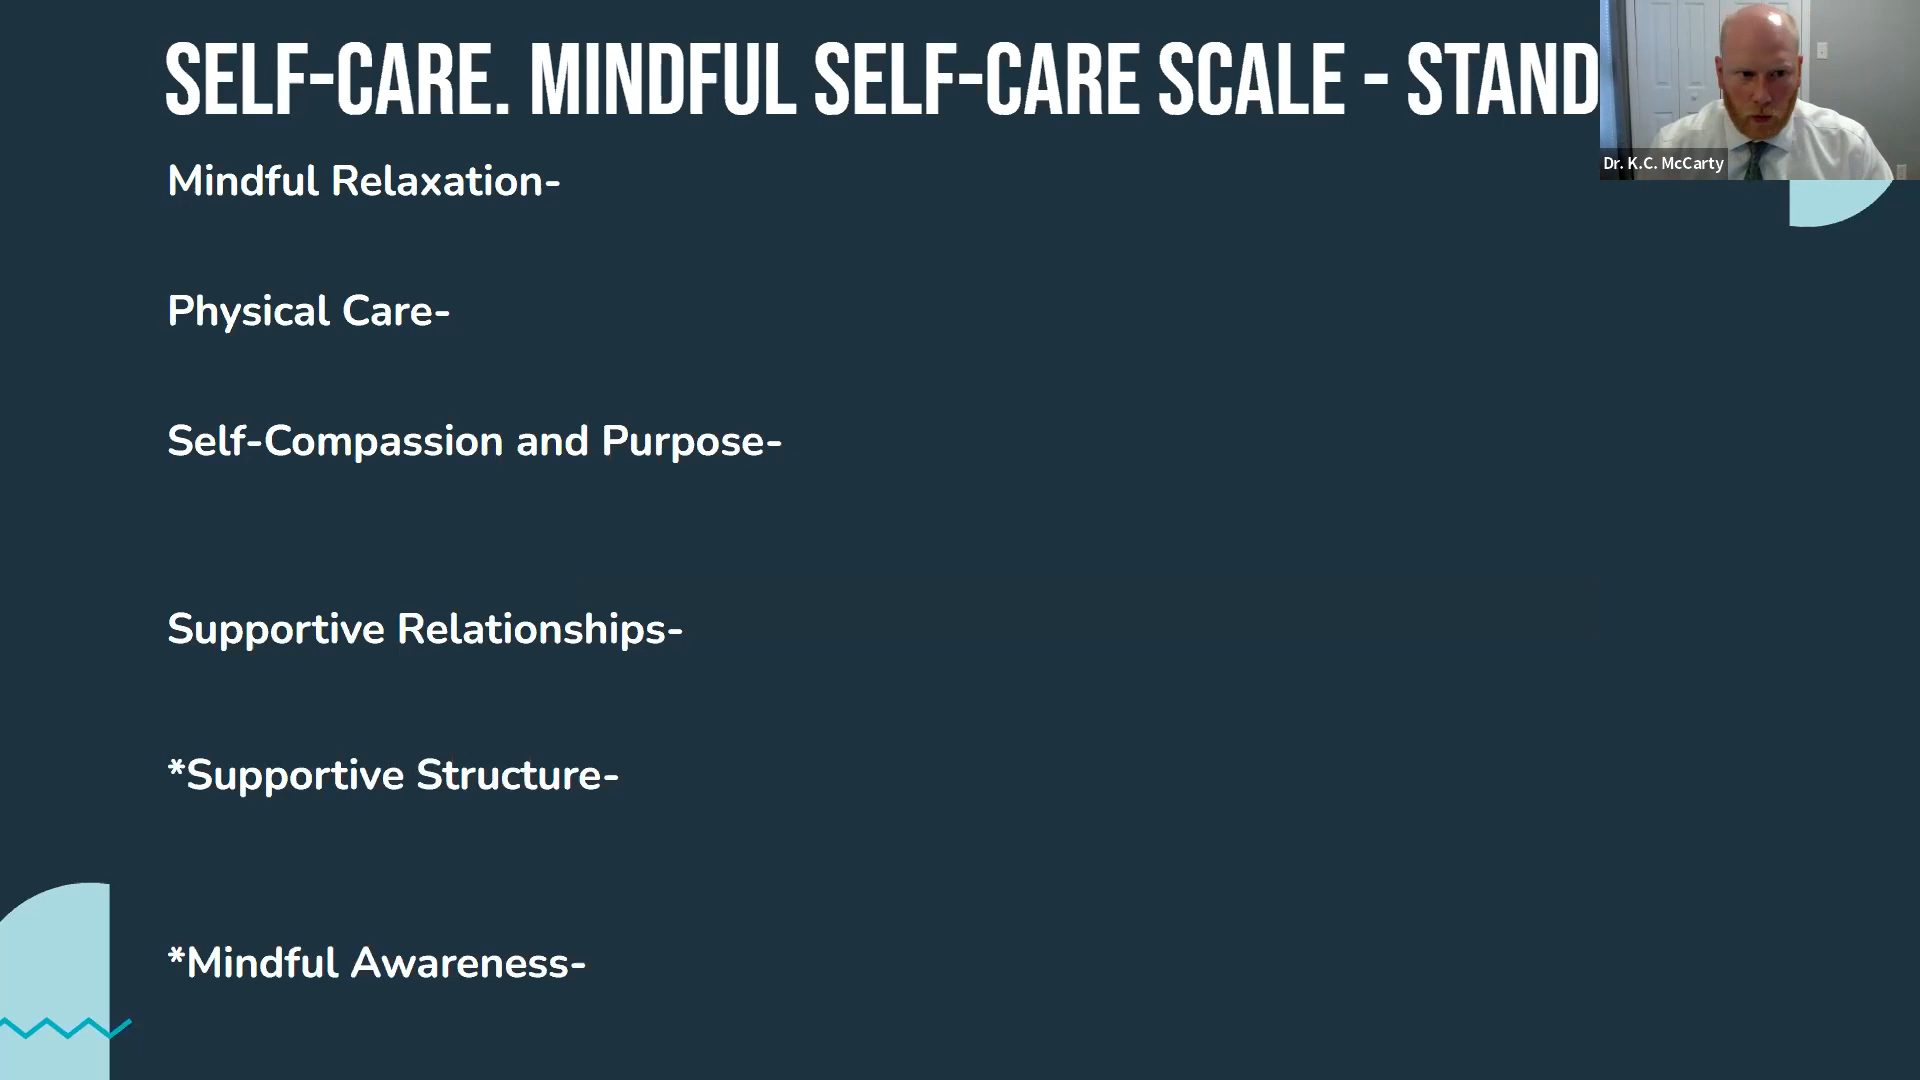 SELF-CARE. MINDFUL SELF-CARE SCALE - STAND
Dr. K.C. McCarty
Mindful Relaxation-
Physical Care-
Self-Compassion and Purpose-
Supportive Relationships-
*Supportive Structure-
*Mindful Awareness-